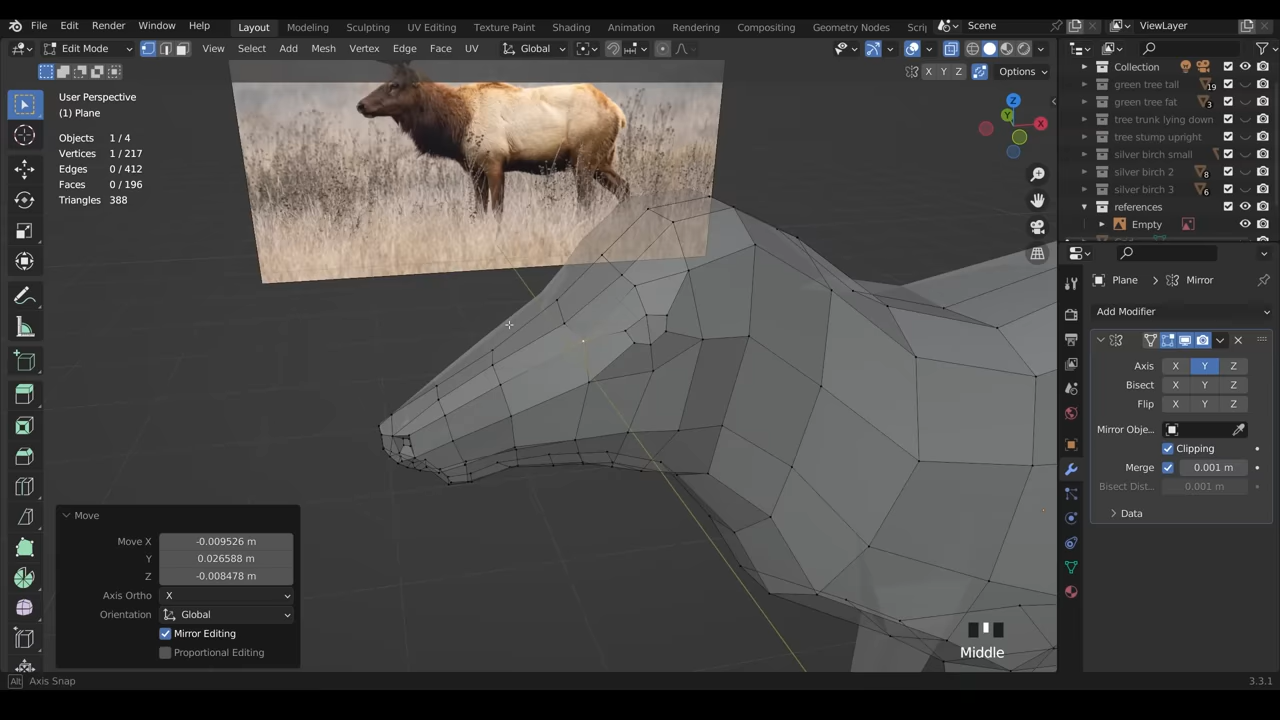 File Edit Render Window Help Layout Modeling Sculpting UV Editing Texture Paint Shading Animation Rendering Compositing Geometry Nodes Scrip Scene ViewLayer
Edit Mode View Select Add Mesh Vertex Edge Face UV Global
X Y Z Options
User Perspective
(1) Plane
Objects 1 / 4
Vertices 1 / 217
Edges 0 / 412
Faces 0 / 196
Triangles 388
Z
Y
X
Collection
green tree tall 19
green tree fat 3
tree trunk lying down
tree stump upright
silver birch small
silver birch 2 8
silver birch 3 6
references
Empty
Plane Mirror
Add Modifier
Axis X Y Z
Bisect X Y Z
Flip X Y Z
Mirror Obje..
Clipping
Merge 0.001 m
Bisect Dist... 0.001 m
Data
Move
Move X -0.009526 m
Y 0.026588 m
Z -0.008478 m
Axis Ortho X
Orientation Global
Mirror Editing
Proportional Editing
Middle
Alt Axis Snap 3.3.1